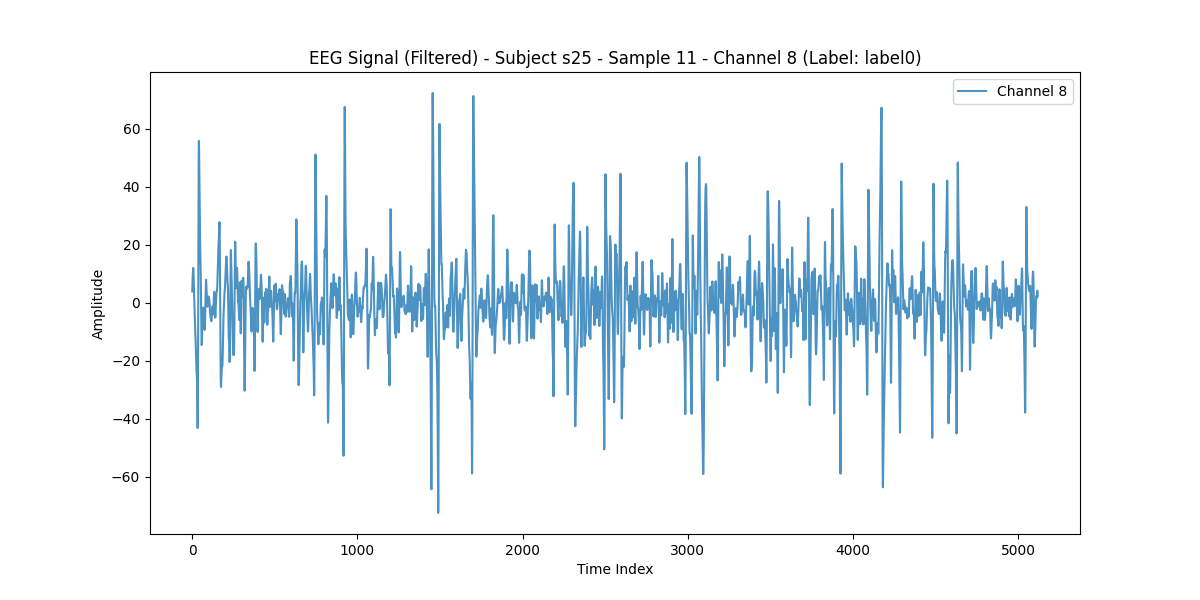 EEG Signal (Filtered) - Subject s25 - Sample 11 - Channel 8 (Label: label0)
Channel 8
60
40
20
0
−20
−40
−60
Amplitude
0 1000 2000 3000 4000 5000
Time Index